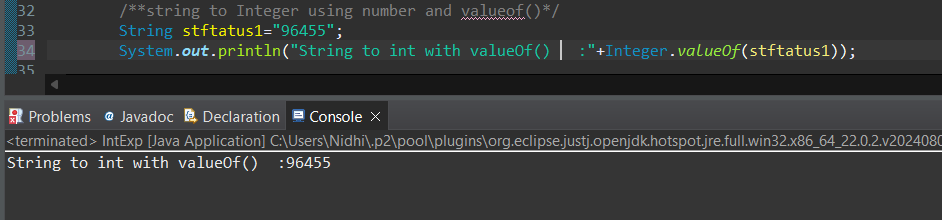 32 /**string to Integer using number and valueof()*/
33 String stftatus1="96455";
34 System.out.println("String to int with valueOf()  :"+Integer.valueOf(stftatus1));
35
Problems @ Javadoc Declaration Console
<terminated> IntExp [Java Application] C:\Users\Nidhi\.p2\pool\plugins\org.eclipse.justj.openjdk.hotspot.jre.full.win32.x86_64_22.0.2.v2024080
String to int with valueOf()  :96455